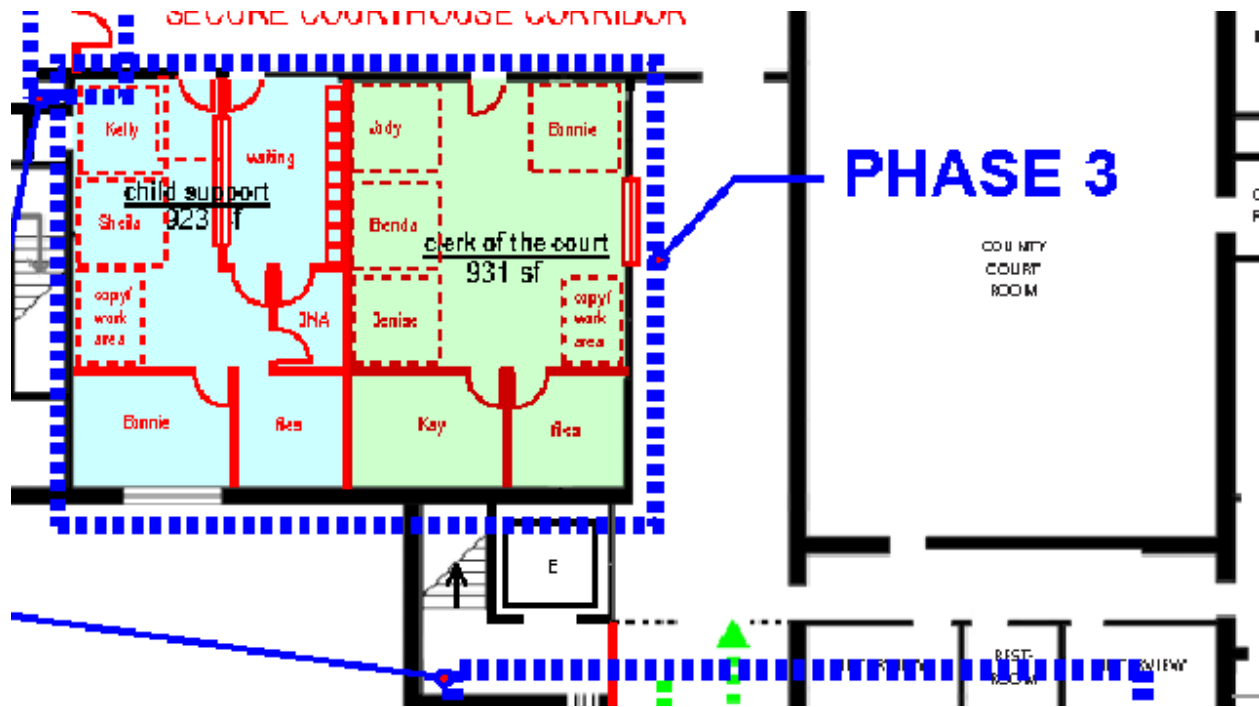 SECURE COURTHOUSE CORRIDOR
Kelly
waiting
Jody
Bonnie
PHASE 3
child support
923 sf
Sheila
Brenda
clerk of the court
931 sf
COUNTY
COURT
ROOM
copy/
work
area
DNA
Denise
copy/
work
area
Bonnie
files
Kay
files
E
REST-
ROOM